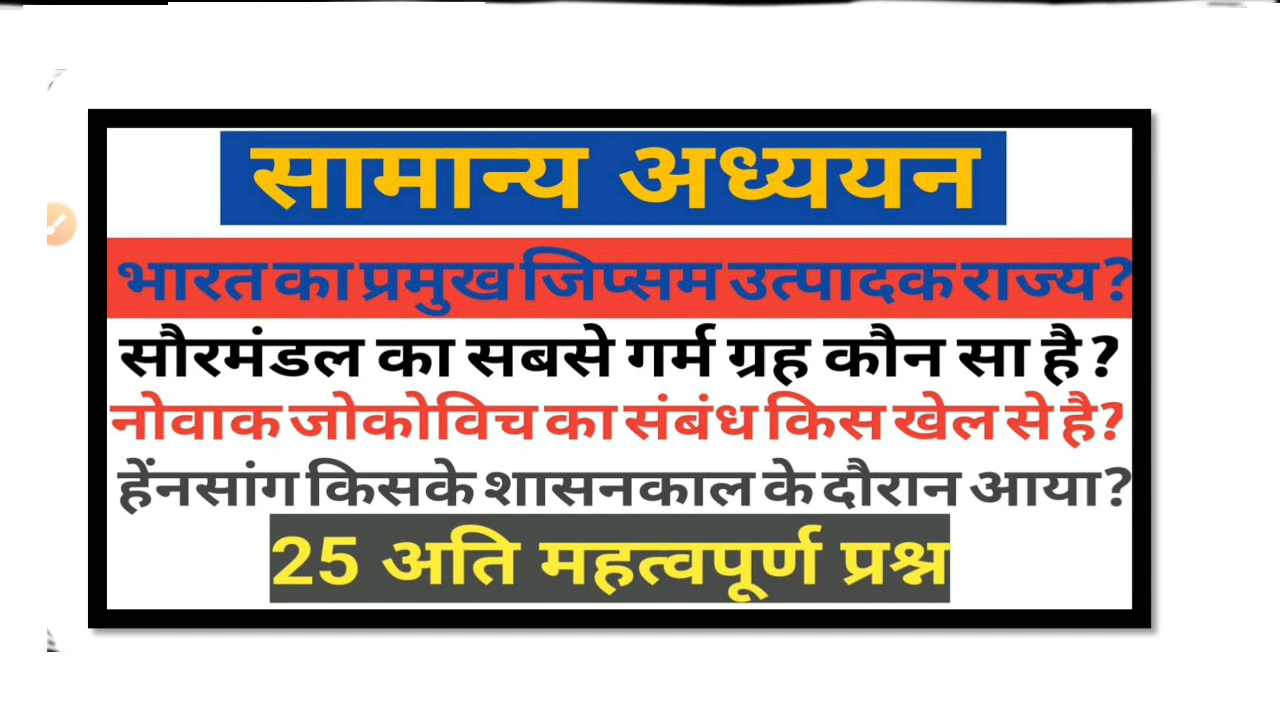 सामान्य अध्ययन
भारत का प्रमुख जिप्सम उत्पादक राज्य?
सौरमंडल का सबसे गर्म ग्रह कौन सा है?
नोवाक जोकोविच का संबंध किस खेल से है?
हेंनसांग किसके शासनकाल के दौरान आया?
25 अति महत्वपूर्ण प्रश्न